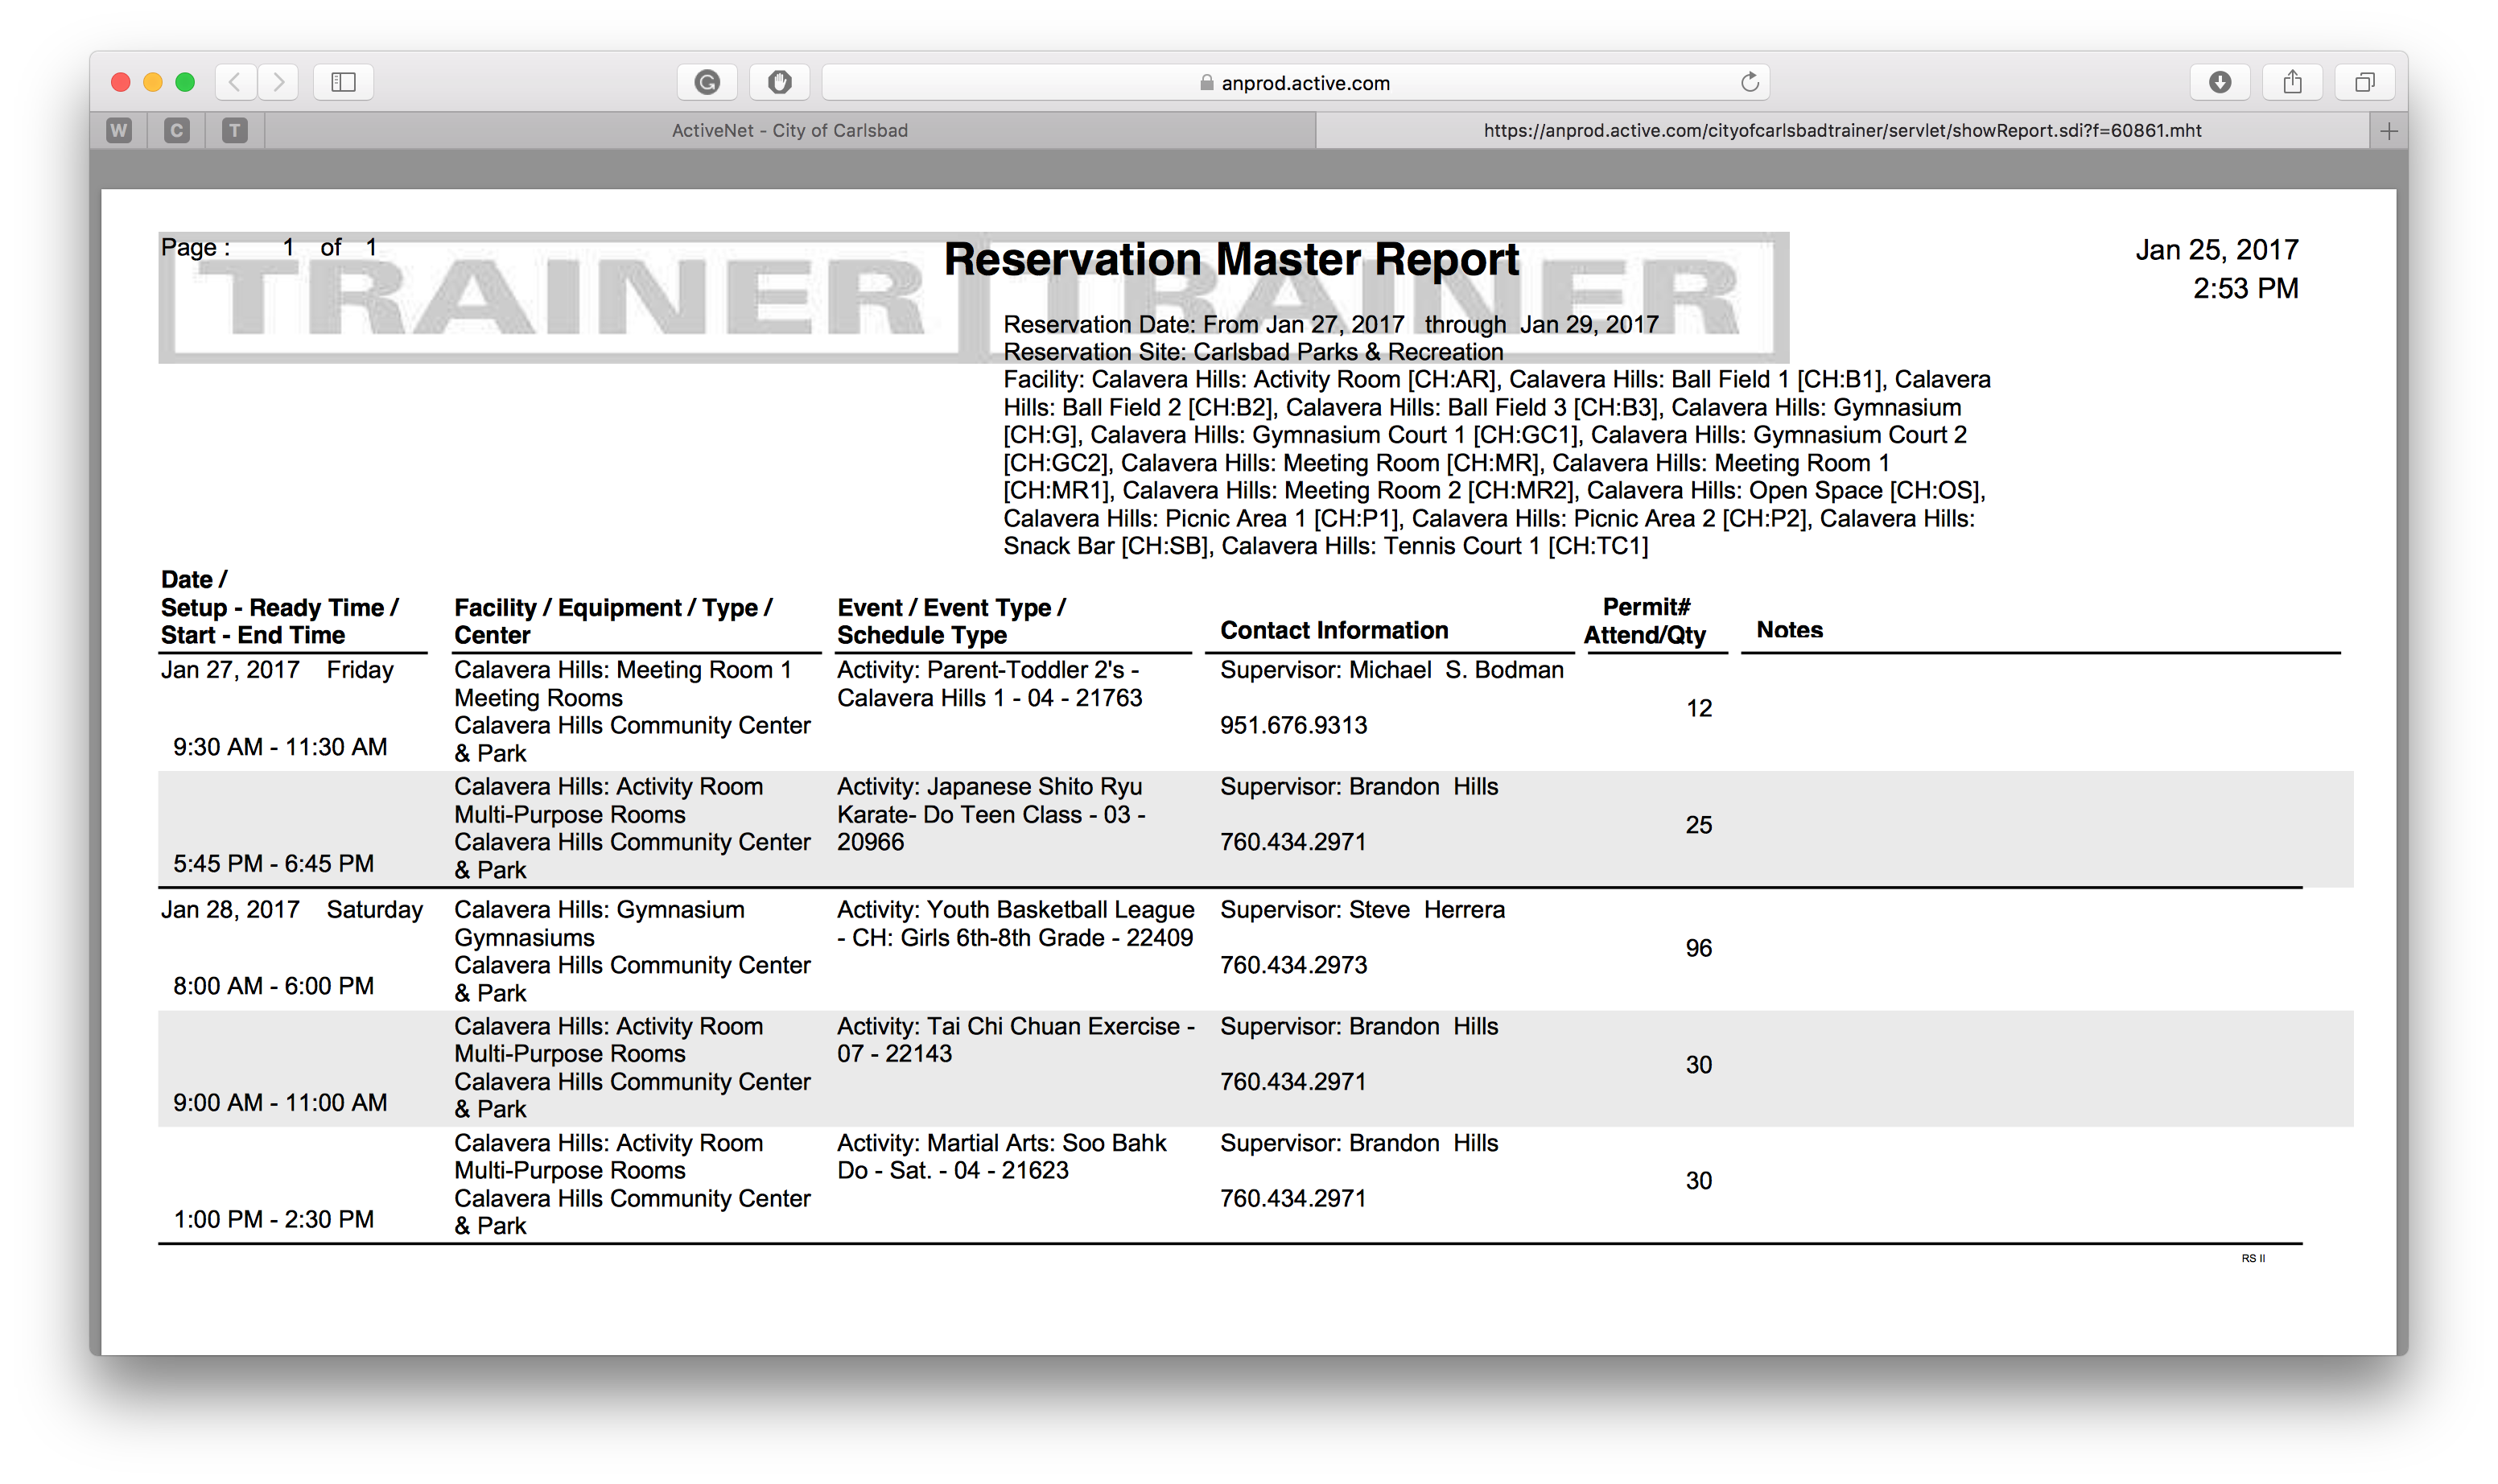 anprod.active.com
W C T ActiveNet - City of Carlsbad https://anprod.active.com/cityofcarlsbadtrainer/servlet/showReport.sdi?f=60861.mht
Page : 1 of 1
TRAINER TRAINER
Reservation Master Report
Jan 25, 2017
2:53 PM
Reservation Date: From Jan 27, 2017 through Jan 29, 2017
Reservation Site: Carlsbad Parks & Recreation
Facility: Calavera Hills: Activity Room [CH:AR], Calavera Hills: Ball Field 1 [CH:B1], Calavera
Hills: Ball Field 2 [CH:B2], Calavera Hills: Ball Field 3 [CH:B3], Calavera Hills: Gymnasium
[CH:G], Calavera Hills: Gymnasium Court 1 [CH:GC1], Calavera Hills: Gymnasium Court 2
[CH:GC2], Calavera Hills: Meeting Room [CH:MR], Calavera Hills: Meeting Room 1
[CH:MR1], Calavera Hills: Meeting Room 2 [CH:MR2], Calavera Hills: Open Space [CH:OS],
Calavera Hills: Picnic Area 1 [CH:P1], Calavera Hills: Picnic Area 2 [CH:P2], Calavera Hills:
Snack Bar [CH:SB], Calavera Hills: Tennis Court 1 [CH:TC1]
Date /
Setup - Ready Time /
Start - End Time
Facility / Equipment / Type /
Center
Event / Event Type /
Schedule Type
Contact Information
Permit#
Attend/Qty
Notes
Jan 27, 2017 Friday
9:30 AM - 11:30 AM
Calavera Hills: Meeting Room 1
Meeting Rooms
Calavera Hills Community Center
& Park
Activity: Parent-Toddler 2's -
Calavera Hills 1 - 04 - 21763
Supervisor: Michael S. Bodman
951.676.9313
12
5:45 PM - 6:45 PM
Calavera Hills: Activity Room
Multi-Purpose Rooms
Calavera Hills Community Center
& Park
Activity: Japanese Shito Ryu
Karate- Do Teen Class - 03 -
20966
Supervisor: Brandon Hills
760.434.2971
25
Jan 28, 2017 Saturday
8:00 AM - 6:00 PM
Calavera Hills: Gymnasium
Gymnasiums
Calavera Hills Community Center
& Park
Activity: Youth Basketball League
- CH: Girls 6th-8th Grade - 22409
Supervisor: Steve Herrera
760.434.2973
96
9:00 AM - 11:00 AM
Calavera Hills: Activity Room
Multi-Purpose Rooms
Calavera Hills Community Center
& Park
Activity: Tai Chi Chuan Exercise -
07 - 22143
Supervisor: Brandon Hills
760.434.2971
30
1:00 PM - 2:30 PM
Calavera Hills: Activity Room
Multi-Purpose Rooms
Calavera Hills Community Center
& Park
Activity: Martial Arts: Soo Bahk
Do - Sat. - 04 - 21623
Supervisor: Brandon Hills
760.434.2971
30
RS II